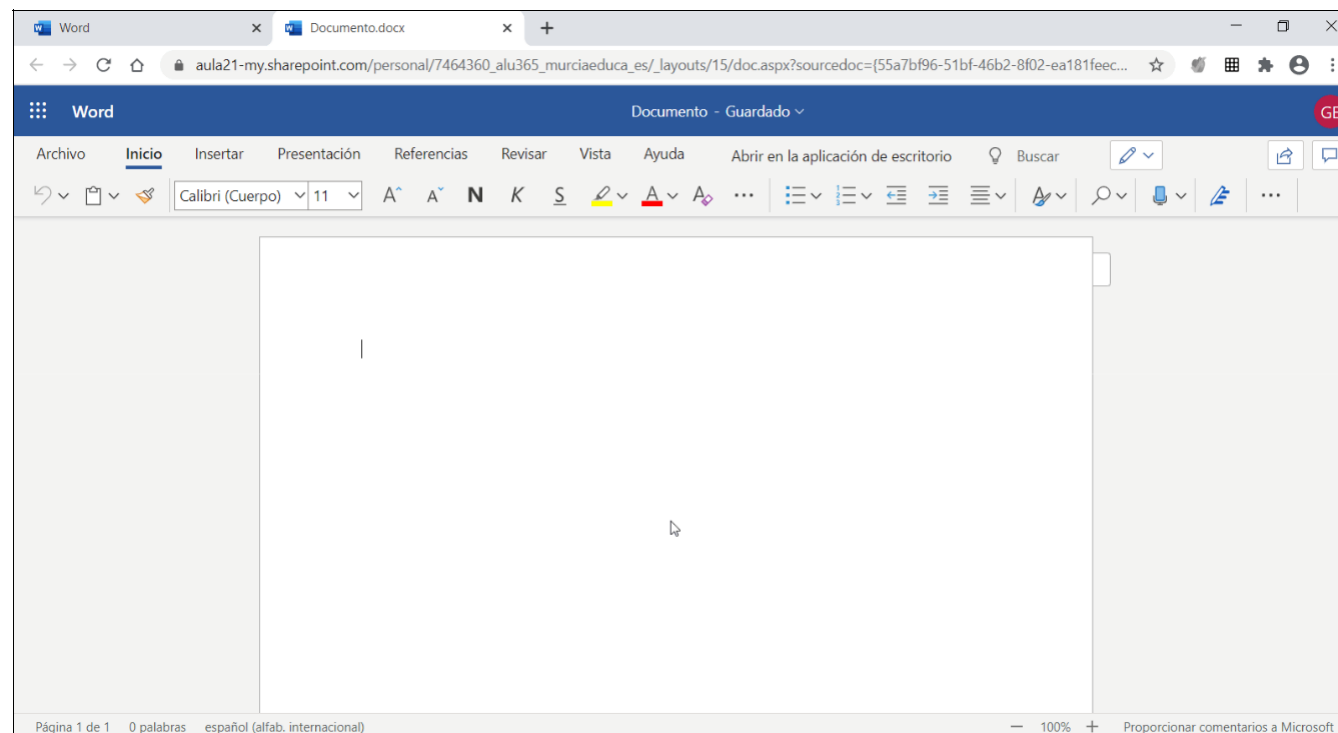 Word
Documento.docx
aula21-my.sharepoint.com/personal/7464360_alu365_murciaeduca_es/_layouts/15/doc.aspx?sourcedoc={55a7bf96-51bf-46b2-8f02-ea181feec...
Word
Documento - Guardado
GE
Archivo Inicio Insertar Presentación Referencias Revisar Vista Ayuda Abrir en la aplicación de escritorio Buscar
Calibri (Cuerpo) 11 A A N K S A A ...
Página 1 de 1 0 palabras español (alfab. internacional) 100% Proporcionar comentarios a Microsoft